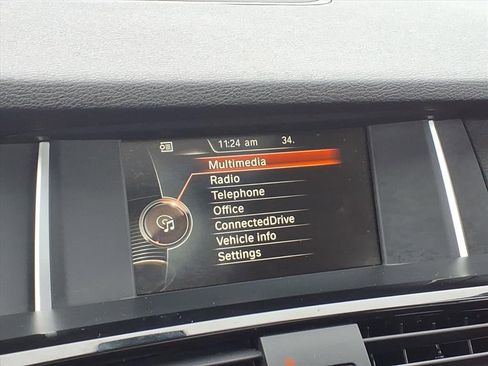 11:24 am 34.
Multimedia
Radio
Telephone
Office
ConnectedDrive
Vehicle info
Settings